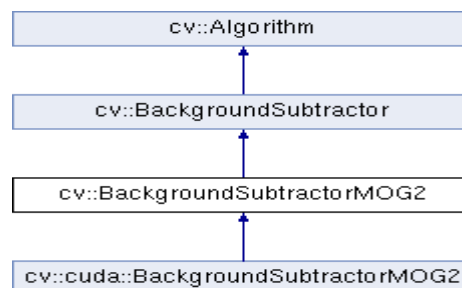 cv::Algorithm
cv::BackgroundSubtractor
cv::BackgroundSubtractorMOG2
cv::cuda::BackgroundSubtractorMOG2